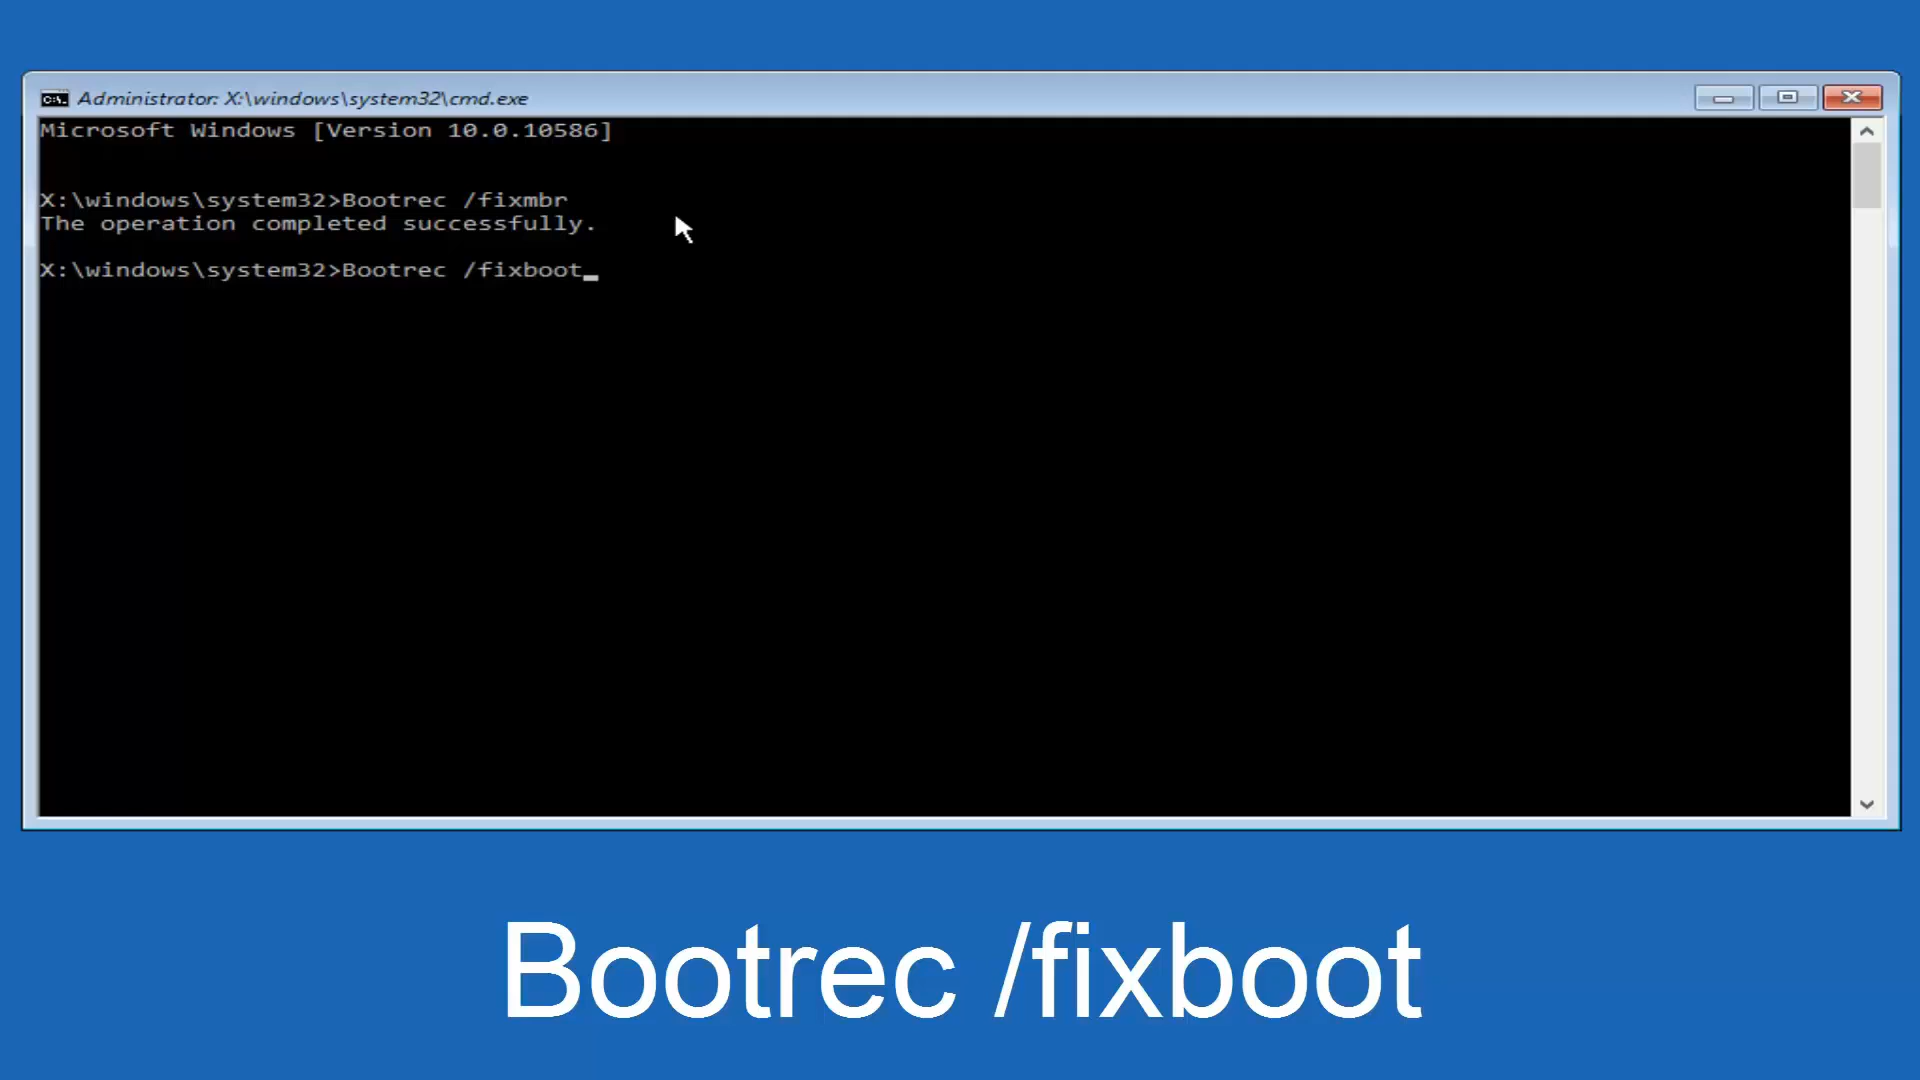 Administrator: X:\windows\system32\cmd.exe
Microsoft Windows [Version 10.0.10586]
X:\windows\system32>Bootrec /fixmbr
The operation completed successfully.
X:\windows\system32>Bootrec /fixboot_
Bootrec /fixboot